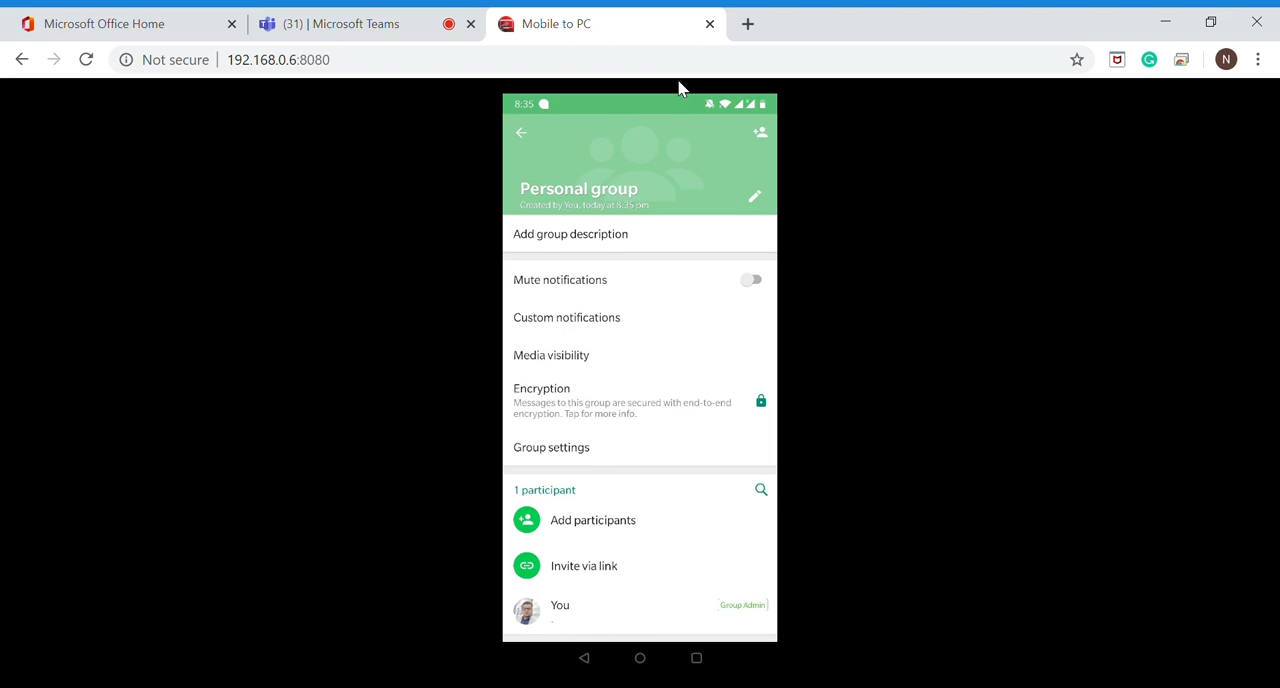 Microsoft Office Home
(31) | Microsoft Teams
Mobile to PC
Not secure
192.168.0.6:8080
N
8:35
Personal group
Created by You, today at 8:35 pm
Add group description
Mute notifications
Custom notifications
Media visibility
Encryption
Messages to this group are secured with end-to-end
encryption. Tap for more info.
Group settings
1 participant
Add participants
Invite via link
You
Group Admin
.